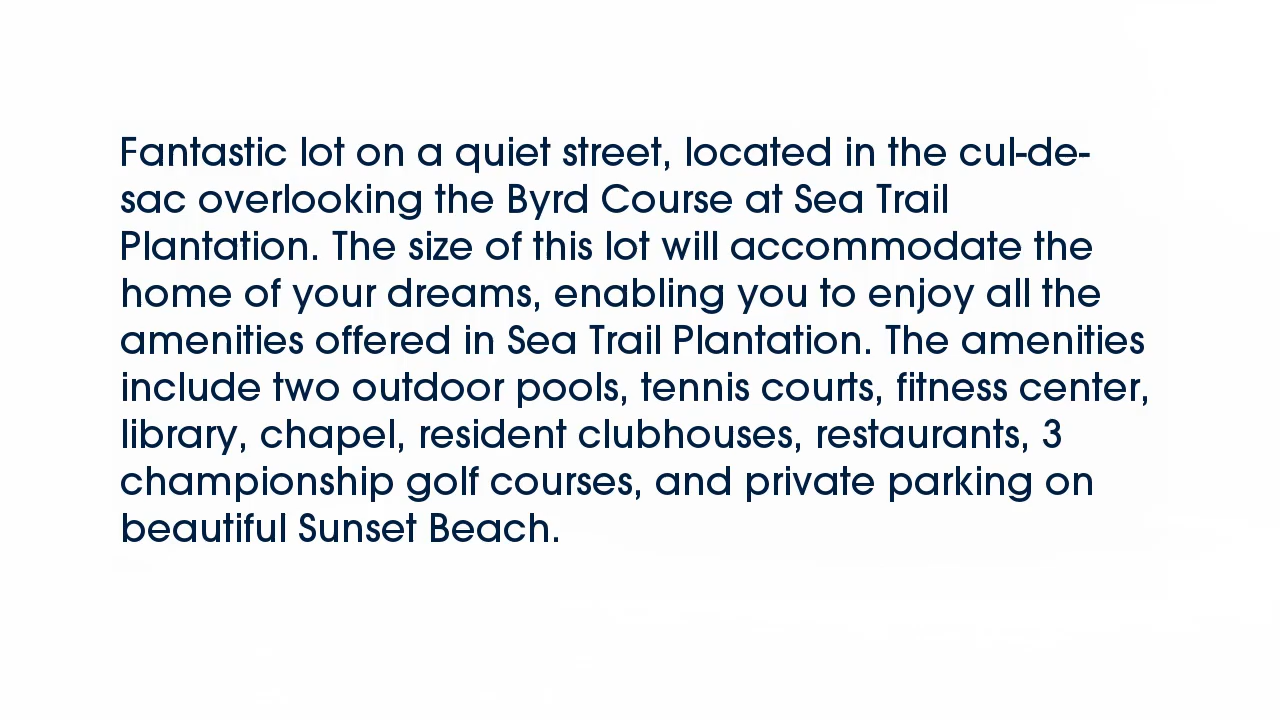 Fantastic lot on a quiet street, located in the cul-de-
sac overlooking the Byrd Course at Sea Trail
Plantation. The size of this lot will accommodate the
home of your dreams, enabling you to enjoy all the
amenities offered in Sea Trail Plantation. The amenities
include two outdoor pools, tennis courts, fitness center,
library, chapel, resident clubhouses, restaurants, 3
championship golf courses, and private parking on
beautiful Sunset Beach.